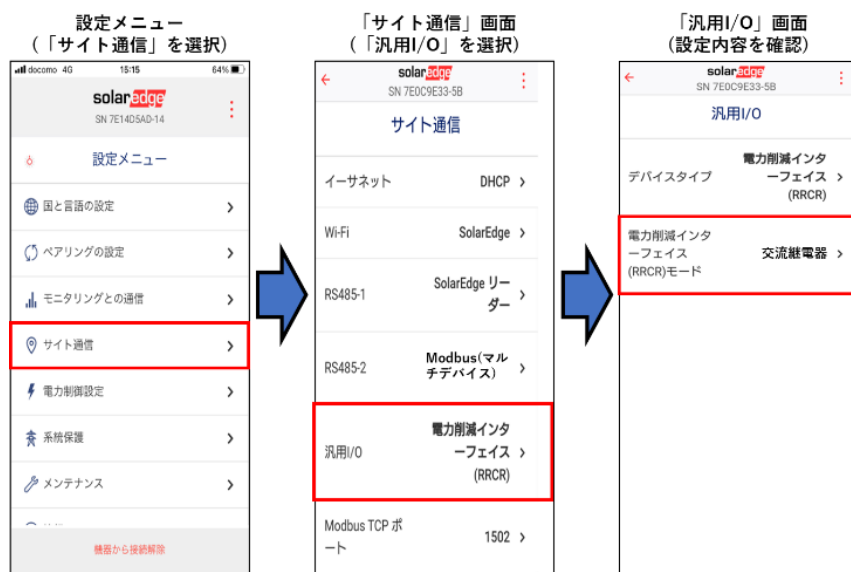 設定メニュー
(「サイト通信」を選択)
docomo 4G 15:15 64%
solaredge
SN 7E14D5AD-14
設定メニュー
国と言語の設定
ペアリングの設定
モニタリングとの通信
サイト通信
電力制御設定
系統保護
メンテナンス
機器から接続解除
「サイト通信」画面
(「汎用I/O」を選択)
solaredge
SN 7E0C9E33-5B
サイト通信
イーサネット DHCP
Wi-Fi SolarEdge
RS485-1 SolarEdge リー
ダー
RS485-2 Modbus(マル
チデバイス)
汎用I/O 電力削減インタ
ーフェイス
(RRCR)
Modbus TCP ポ
ート 1502
「汎用I/O」画面
(設定内容を確認)
solaredge
SN 7E0C9E33-5B
汎用I/O
デバイスタイプ 電力削減インタ
ーフェイス
(RRCR)
電力削減インタ
ーフェイス
(RRCR)モード 交流継電器